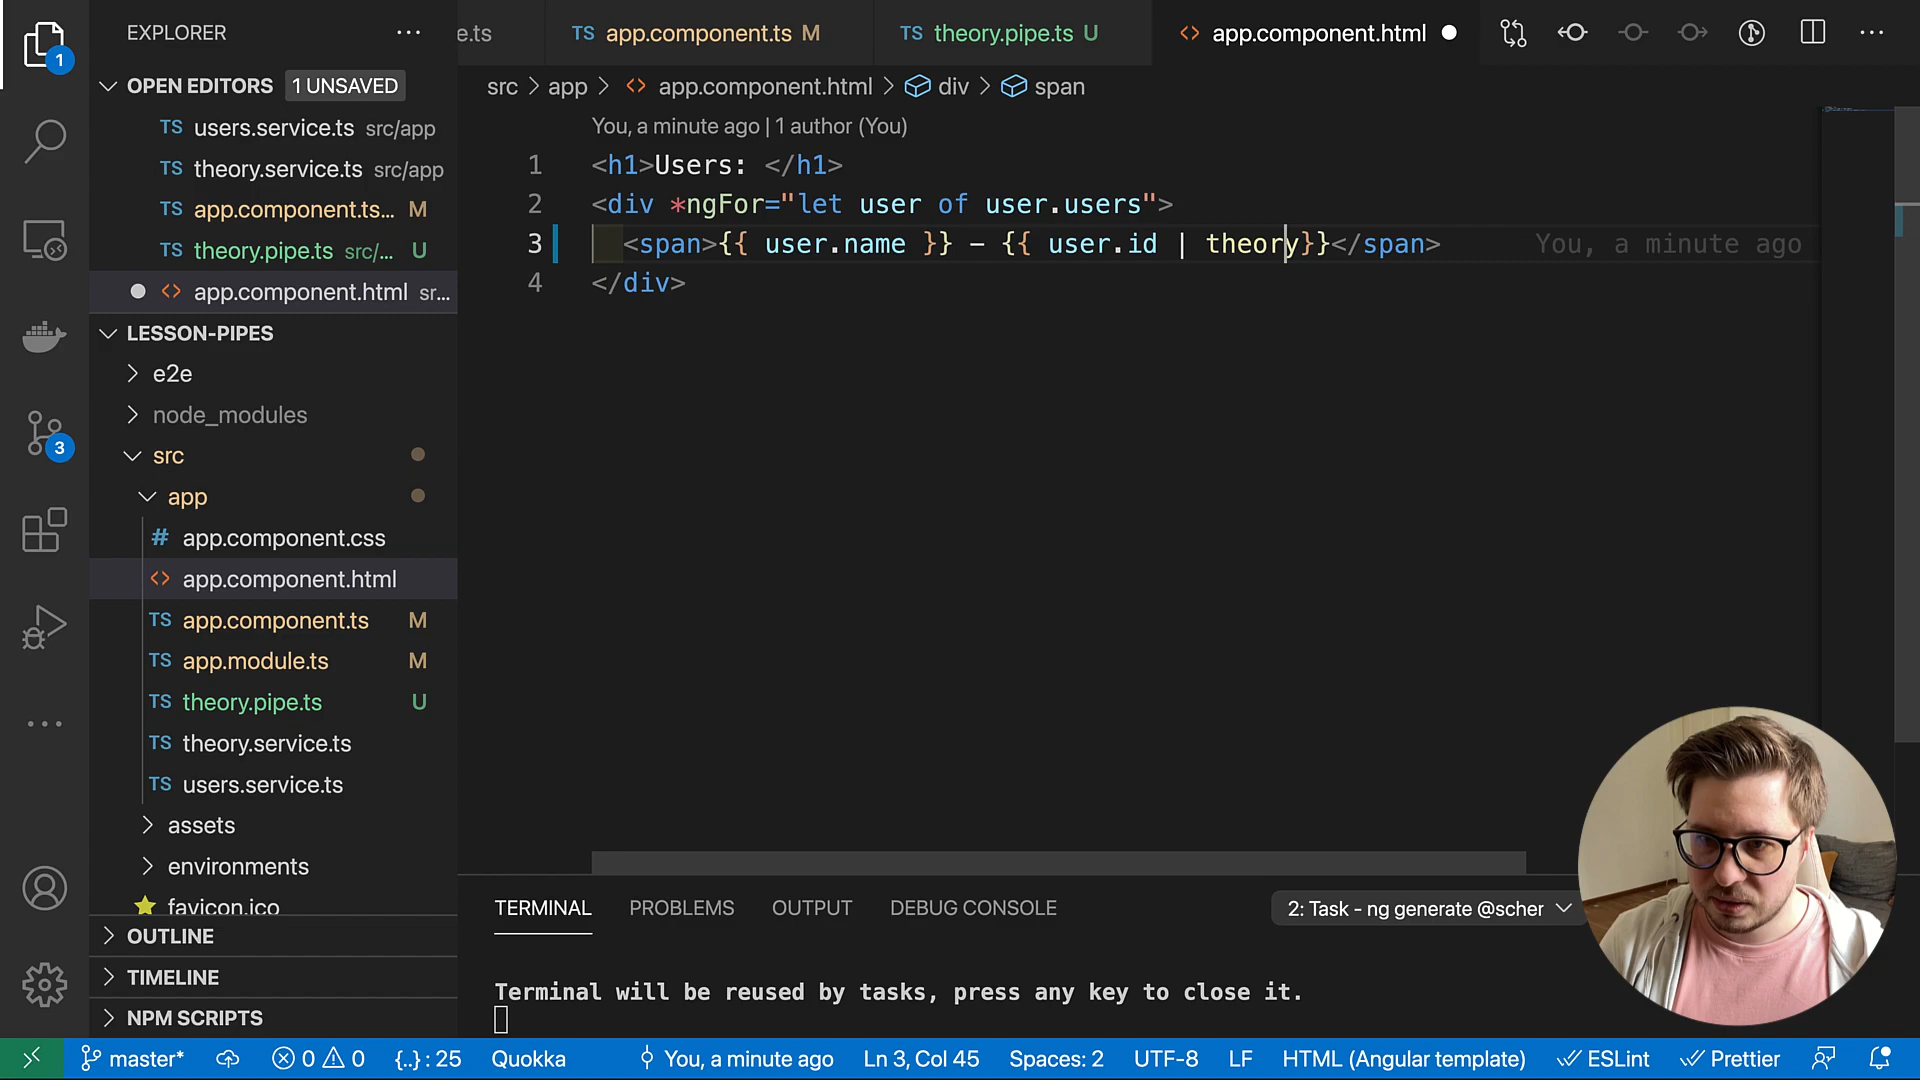 EXPLORER
e.ts
TS app.component.ts M
TS theory.pipe.ts U
<> app.component.html
OPEN EDITORS 1 UNSAVED
TS users.service.ts src/app
TS theory.service.ts src/app
TS app.component.ts... M
TS theory.pipe.ts src/... U
<> app.component.html sr...
LESSON-PIPES
e2e
node_modules
src
app
# app.component.css
<> app.component.html
TS app.component.ts M
TS app.module.ts M
TS theory.pipe.ts U
TS theory.service.ts
TS users.service.ts
assets
environments
favicon.ico
OUTLINE
TIMELINE
NPM SCRIPTS
1
3
src > app > <> app.component.html > div > span
You, a minute ago | 1 author (You)
1 <h1>Users: </h1>
2 <div *ngFor="let user of user.users">
3 <span>{{ user.name }} - {{ user.id | theory}}</span> You, a minute ago
4 </div>
TERMINAL PROBLEMS OUTPUT DEBUG CONSOLE 2: Task - ng generate @scher
Terminal will be reused by tasks, press any key to close it.
master* 0 0 {..} : 25 Quokka You, a minute ago Ln 3, Col 45 Spaces: 2 UTF-8 LF HTML (Angular template) ESLint Prettier